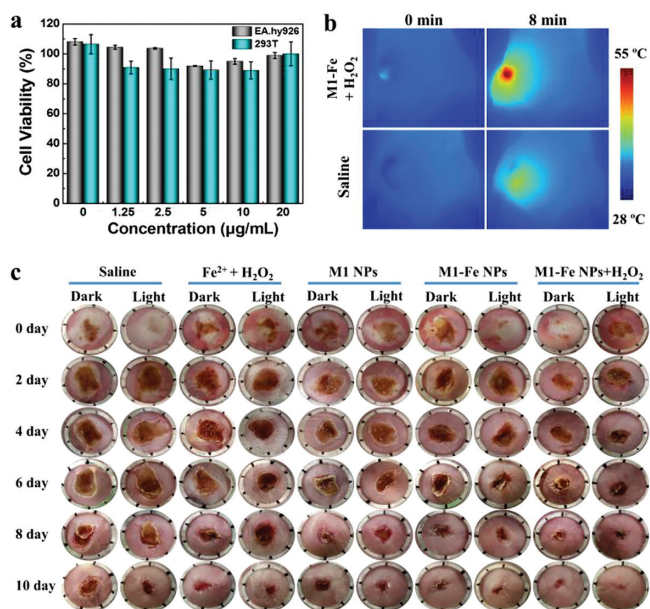 a
EA.hy926
293T
Cell Viability (%)
120
100
80
60
40
20
0
0 1.25 2.5 5 10 20
Concentration (μg/mL)
b
0 min 8 min
M1-Fe
+ H₂O₂
Saline
55 ºC
28 ºC
c
Saline Fe²⁺ + H₂O₂ M1 NPs M1-Fe NPs M1-Fe NPs+H₂O₂
Dark Light Dark Light Dark Light Dark Light Dark Light
0 day
2 day
4 day
6 day
8 day
10 day